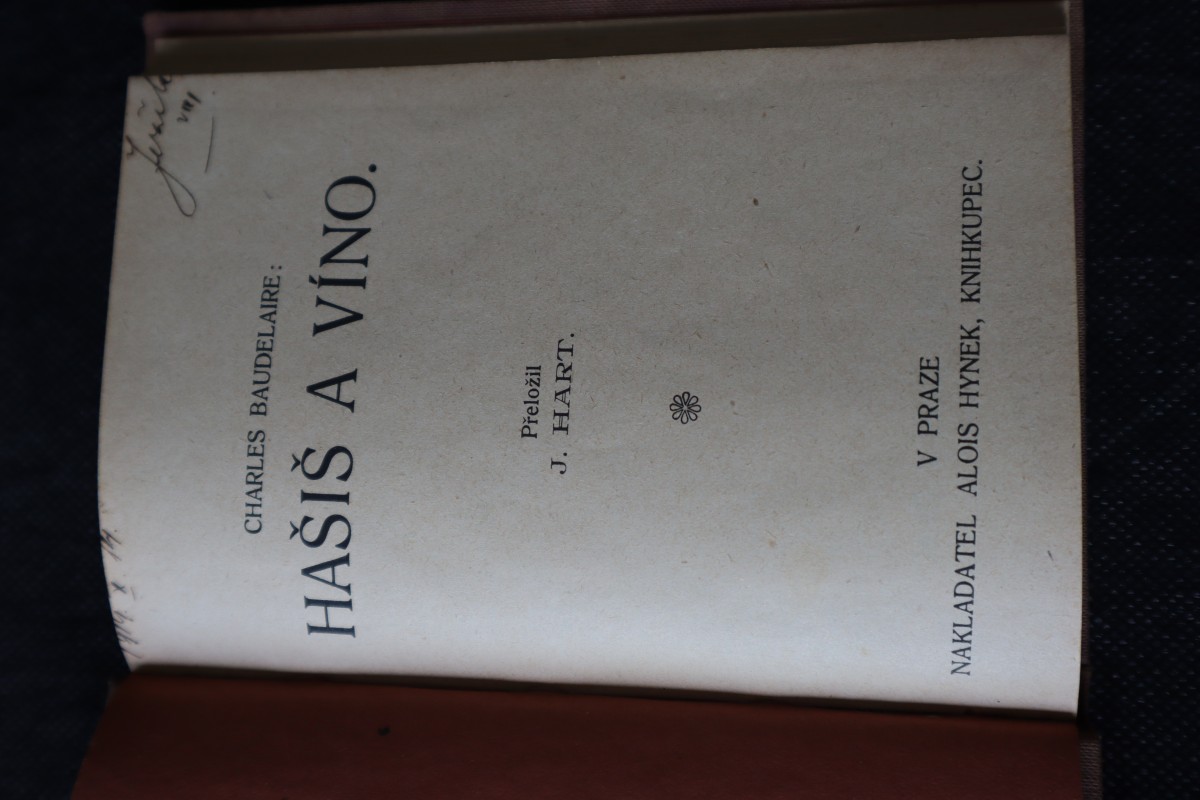 CHARLES BAUDELAIRE:
HAŠIŠ A VÍNO.
Přeložil
J. HART.
V PRAZE
NAKLADATEL ALOIS HYNEK, KNIHKUPEC.